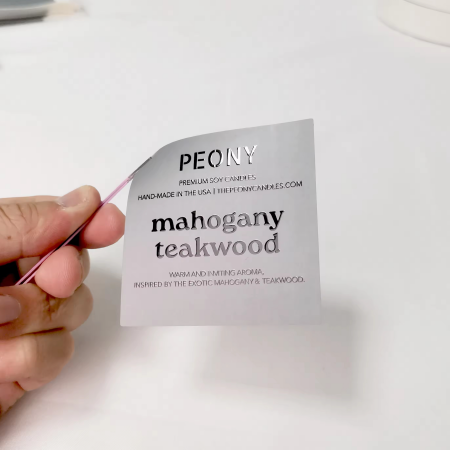 PEONY
PREMIUM SOY CANDLES
HAND-MADE IN THE USA | THEPEONYCANDLES.COM
mahogany
teakwood
WARM AND INVITING AROMA,
INSPIRED BY THE EXOTIC MAHOGANY & TEAKWOOD.